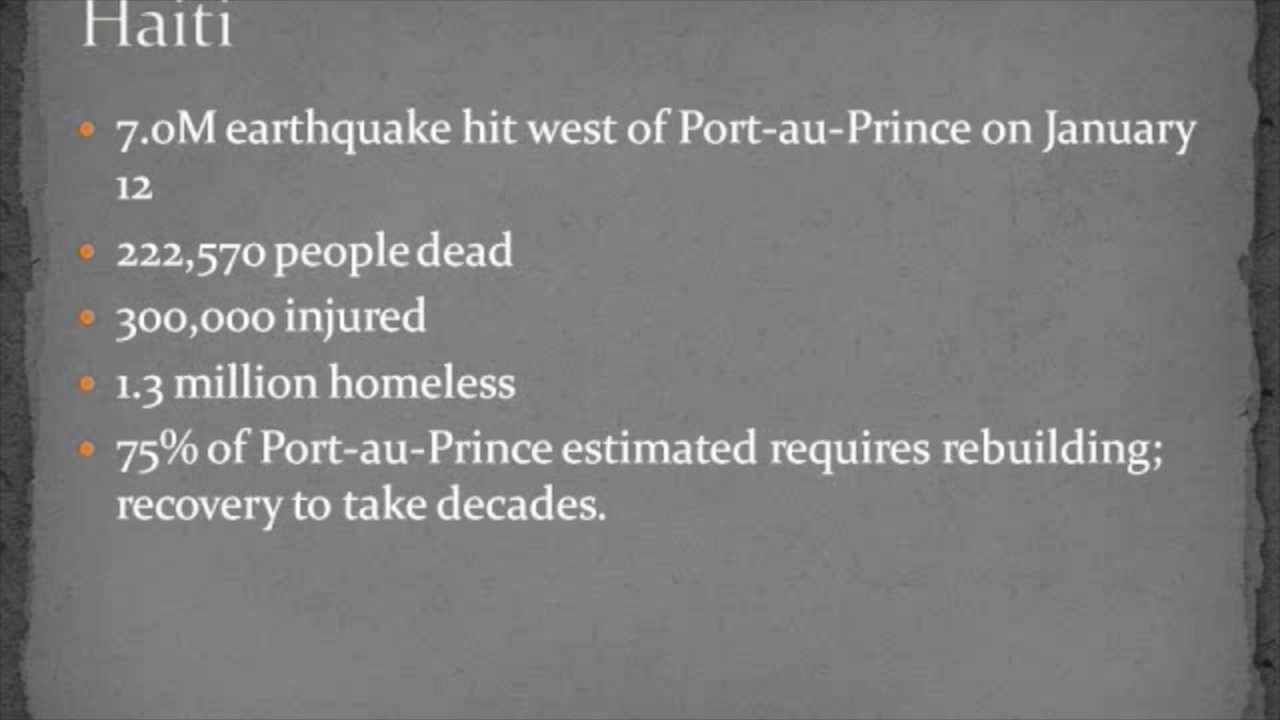 Haiti
• 7.0M earthquake hit west of Port-au-Prince on January
12
• 222,570 people dead
• 300,000 injured
• 1.3 million homeless
• 75% of Port-au-Prince estimated requires rebuilding;
recovery to take decades.